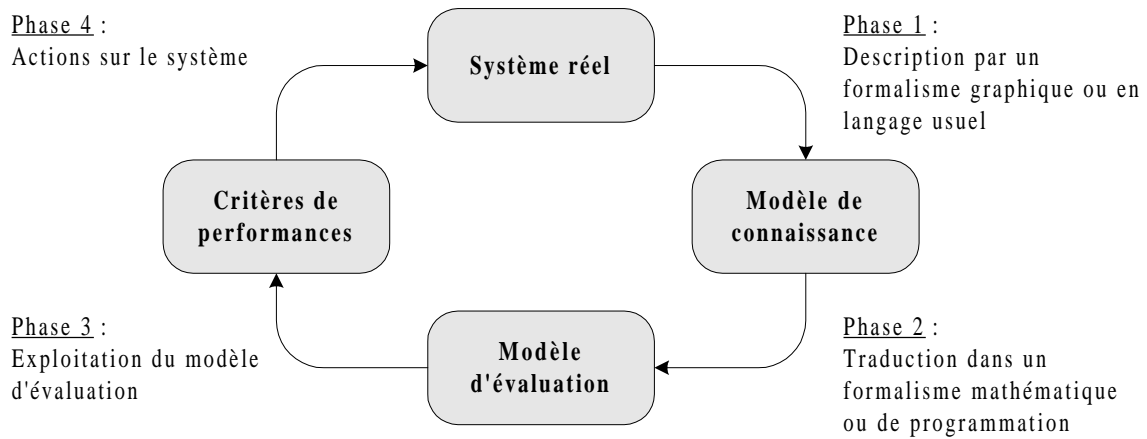 Phase 4 :
Actions sur le système
Système réel
Phase 1 :
Description par un
formalisme graphique ou en
langage usuel
Critères de
performances
Modèle de
connaissance
Phase 3 :
Exploitation du modèle
d'évaluation
Modèle
d'évaluation
Phase 2 :
Traduction dans un
formalisme mathématique
ou de programmation